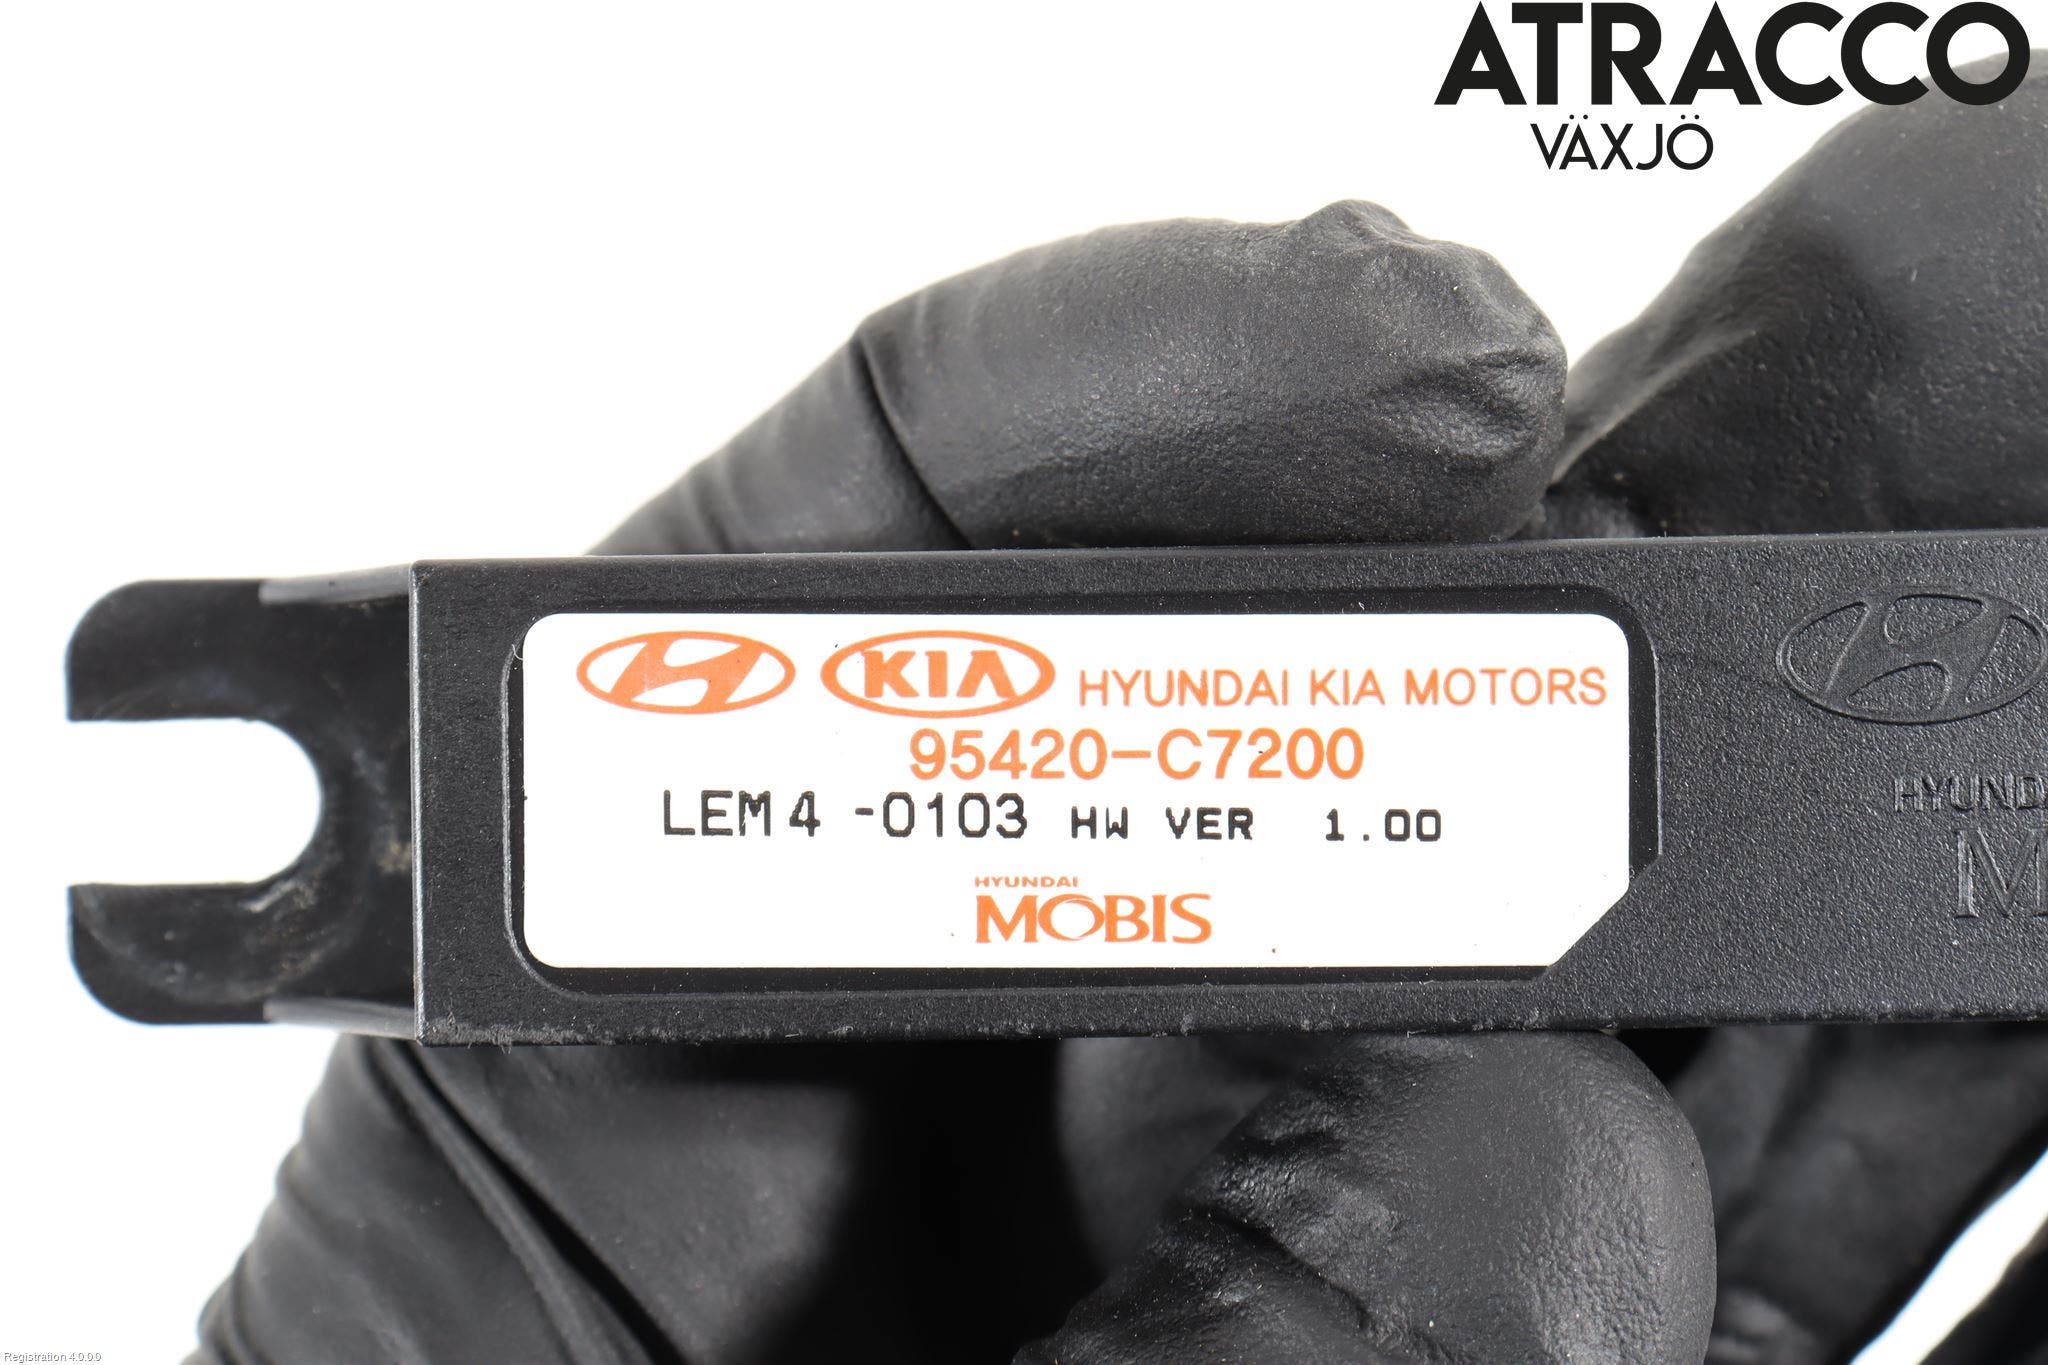 ATRACCO
VÄXJÖ
KIA HYUNDAI KIA MOTORS
95420-C7200
LEM4 -0103 HW VER 1.00
HYUNDAI
MOBIS
Registration 4.0.0.0